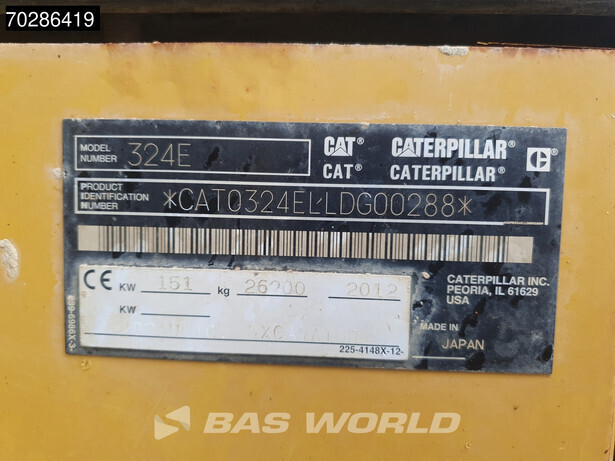 70286419
MODEL NUMBER 324E
CAT CATERPILLAR C
CAT® CATERPILLAR®
PRODUCT IDENTIFICATION NUMBER *CAT0324ELLDG00288*
CE KW 151 kg 26200 2012
KW
225-4148X-12-
CATERPILLAR INC.
PEORIA, IL 61629
USA
MADE IN
JAPAN
BAS WORLD